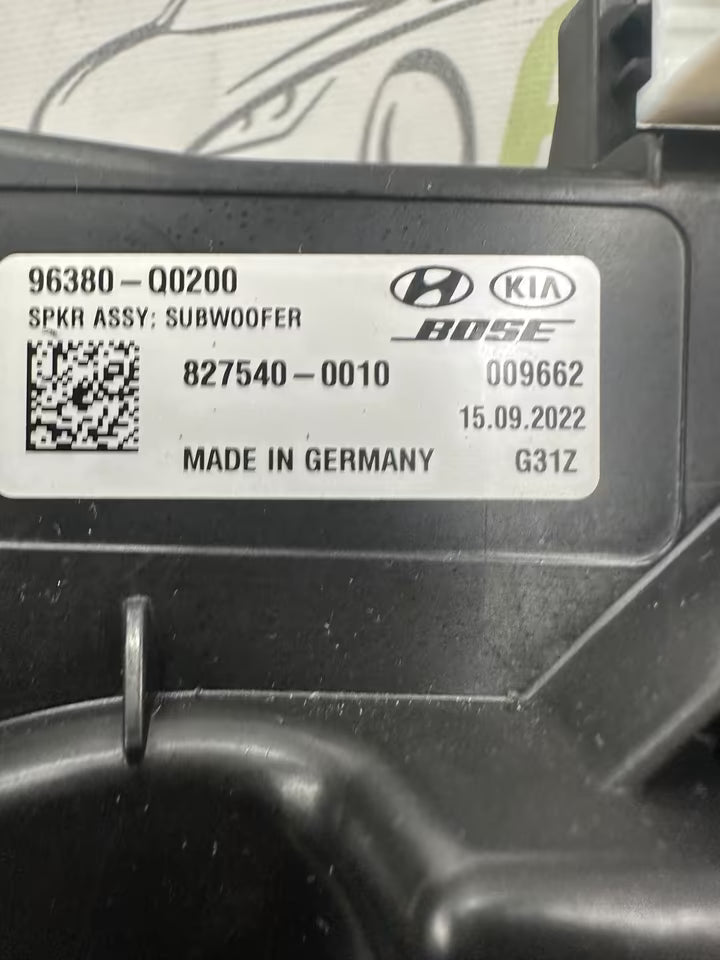 96380-Q0200
KIA
SPKR ASSY: SUBWOOFER
BOSE
827540-0010
009662
15.09.2022
MADE IN GERMANY
G31Z